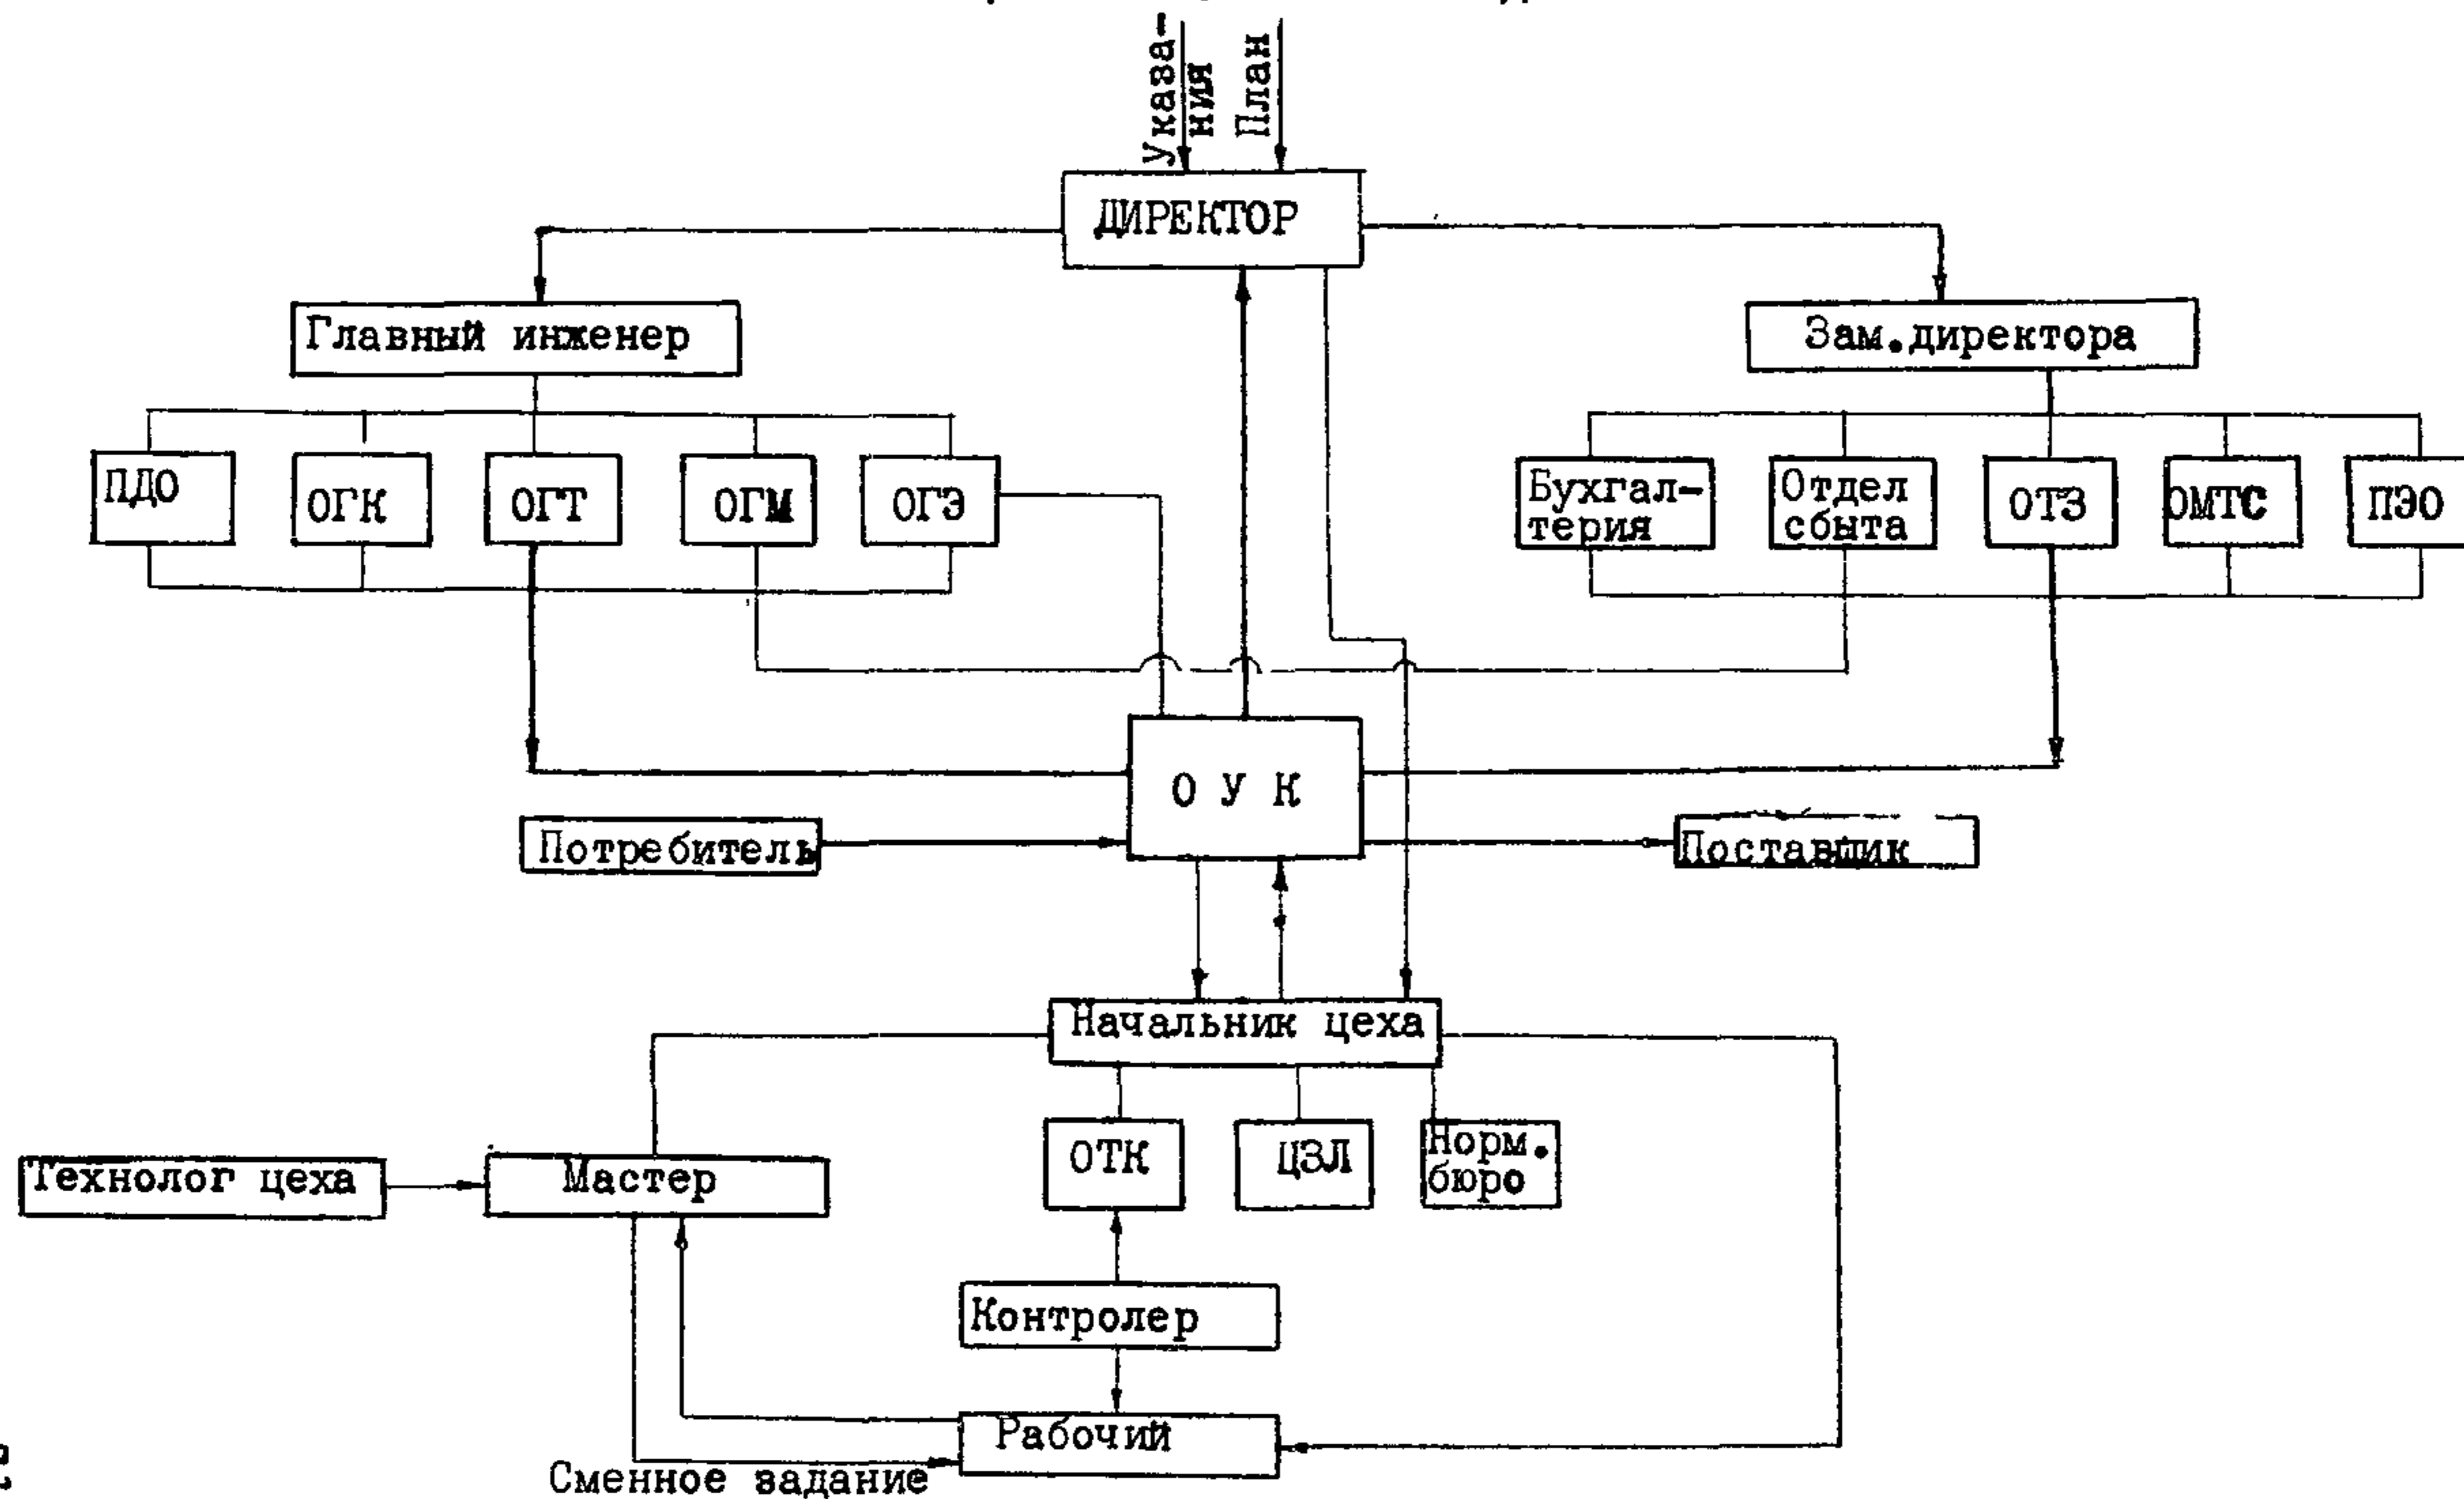 Указа-
ния
План
ДИРЕКТОР
Главный инженер
Зам.директора
ПДО
ОГК
ОГТ
ОГМ
ОГЭ
Бухгал-
терия
Отдел
сбыта
ОТЗ
ОМТС
ПЭО
О У К
Потребитель
Поставщик
Начальник цеха
ОТК
ЦЗЛ
Норм.
бюро
Технолог цеха
Мастер
Контролер
Рабочий
Сменное задание